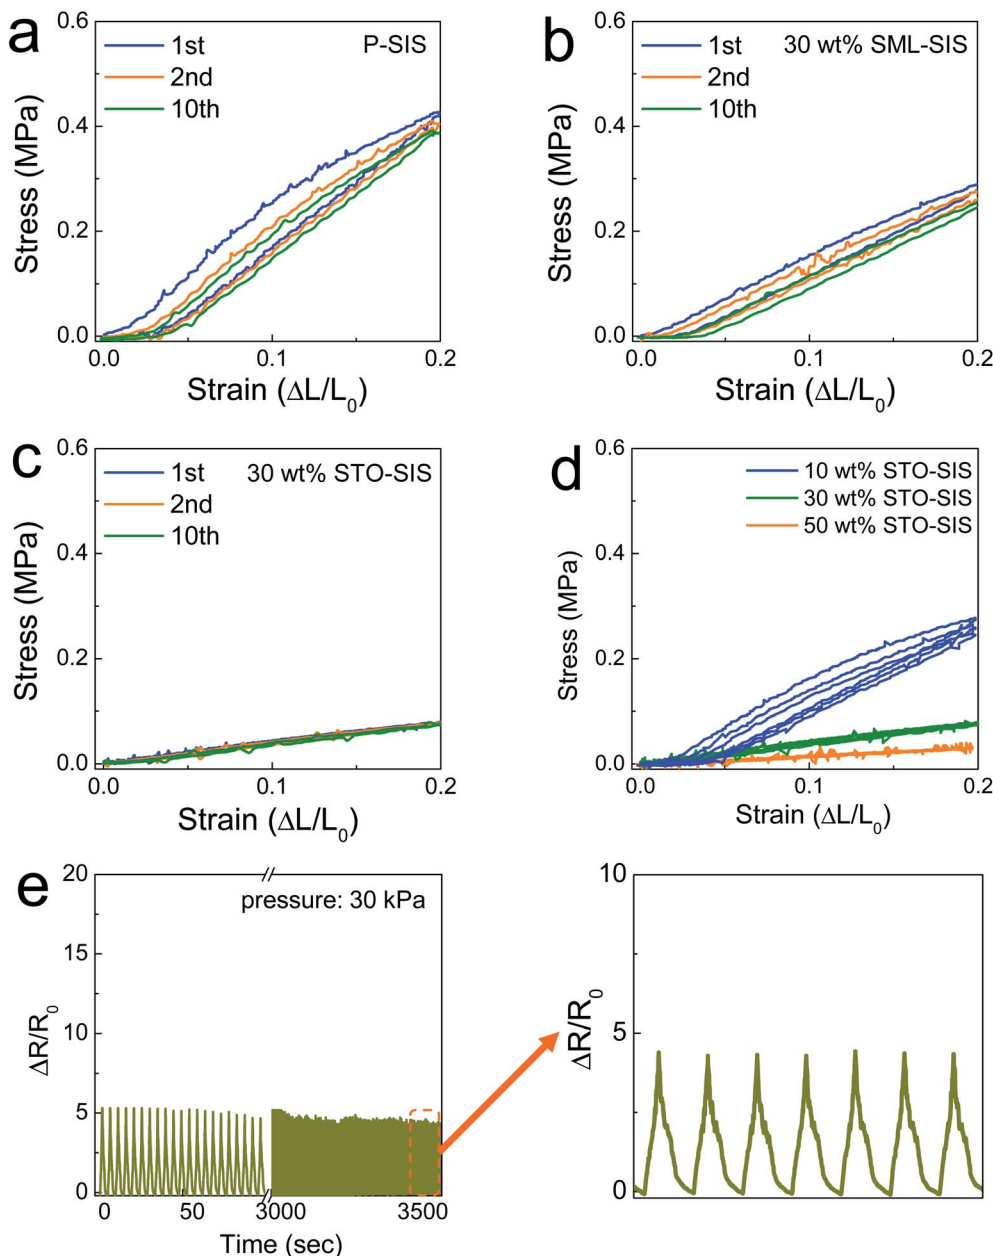 a
P-SIS
1st
2nd
10th
0.6
0.4
0.2
0.0
Stress (MPa)
0.0
0.1
0.2
Strain (ΔL/L₀)
b
30 wt% SML-SIS
1st
2nd
10th
0.6
0.4
0.2
0.0
Stress (MPa)
0.0
0.1
0.2
Strain (ΔL/L₀)
c
30 wt% STO-SIS
1st
2nd
10th
0.6
0.4
0.2
0.0
Stress (MPa)
0.0
0.1
0.2
Strain (ΔL/L₀)
d
10 wt% STO-SIS
30 wt% STO-SIS
50 wt% STO-SIS
0.6
0.4
0.2
0.0
Stress (MPa)
0.0
0.1
0.2
Strain (ΔL/L₀)
e
pressure: 30 kPa
20
15
10
5
0
ΔR/R₀
0
50
3000
3500
Time (sec)
10
5
0
ΔR/R₀